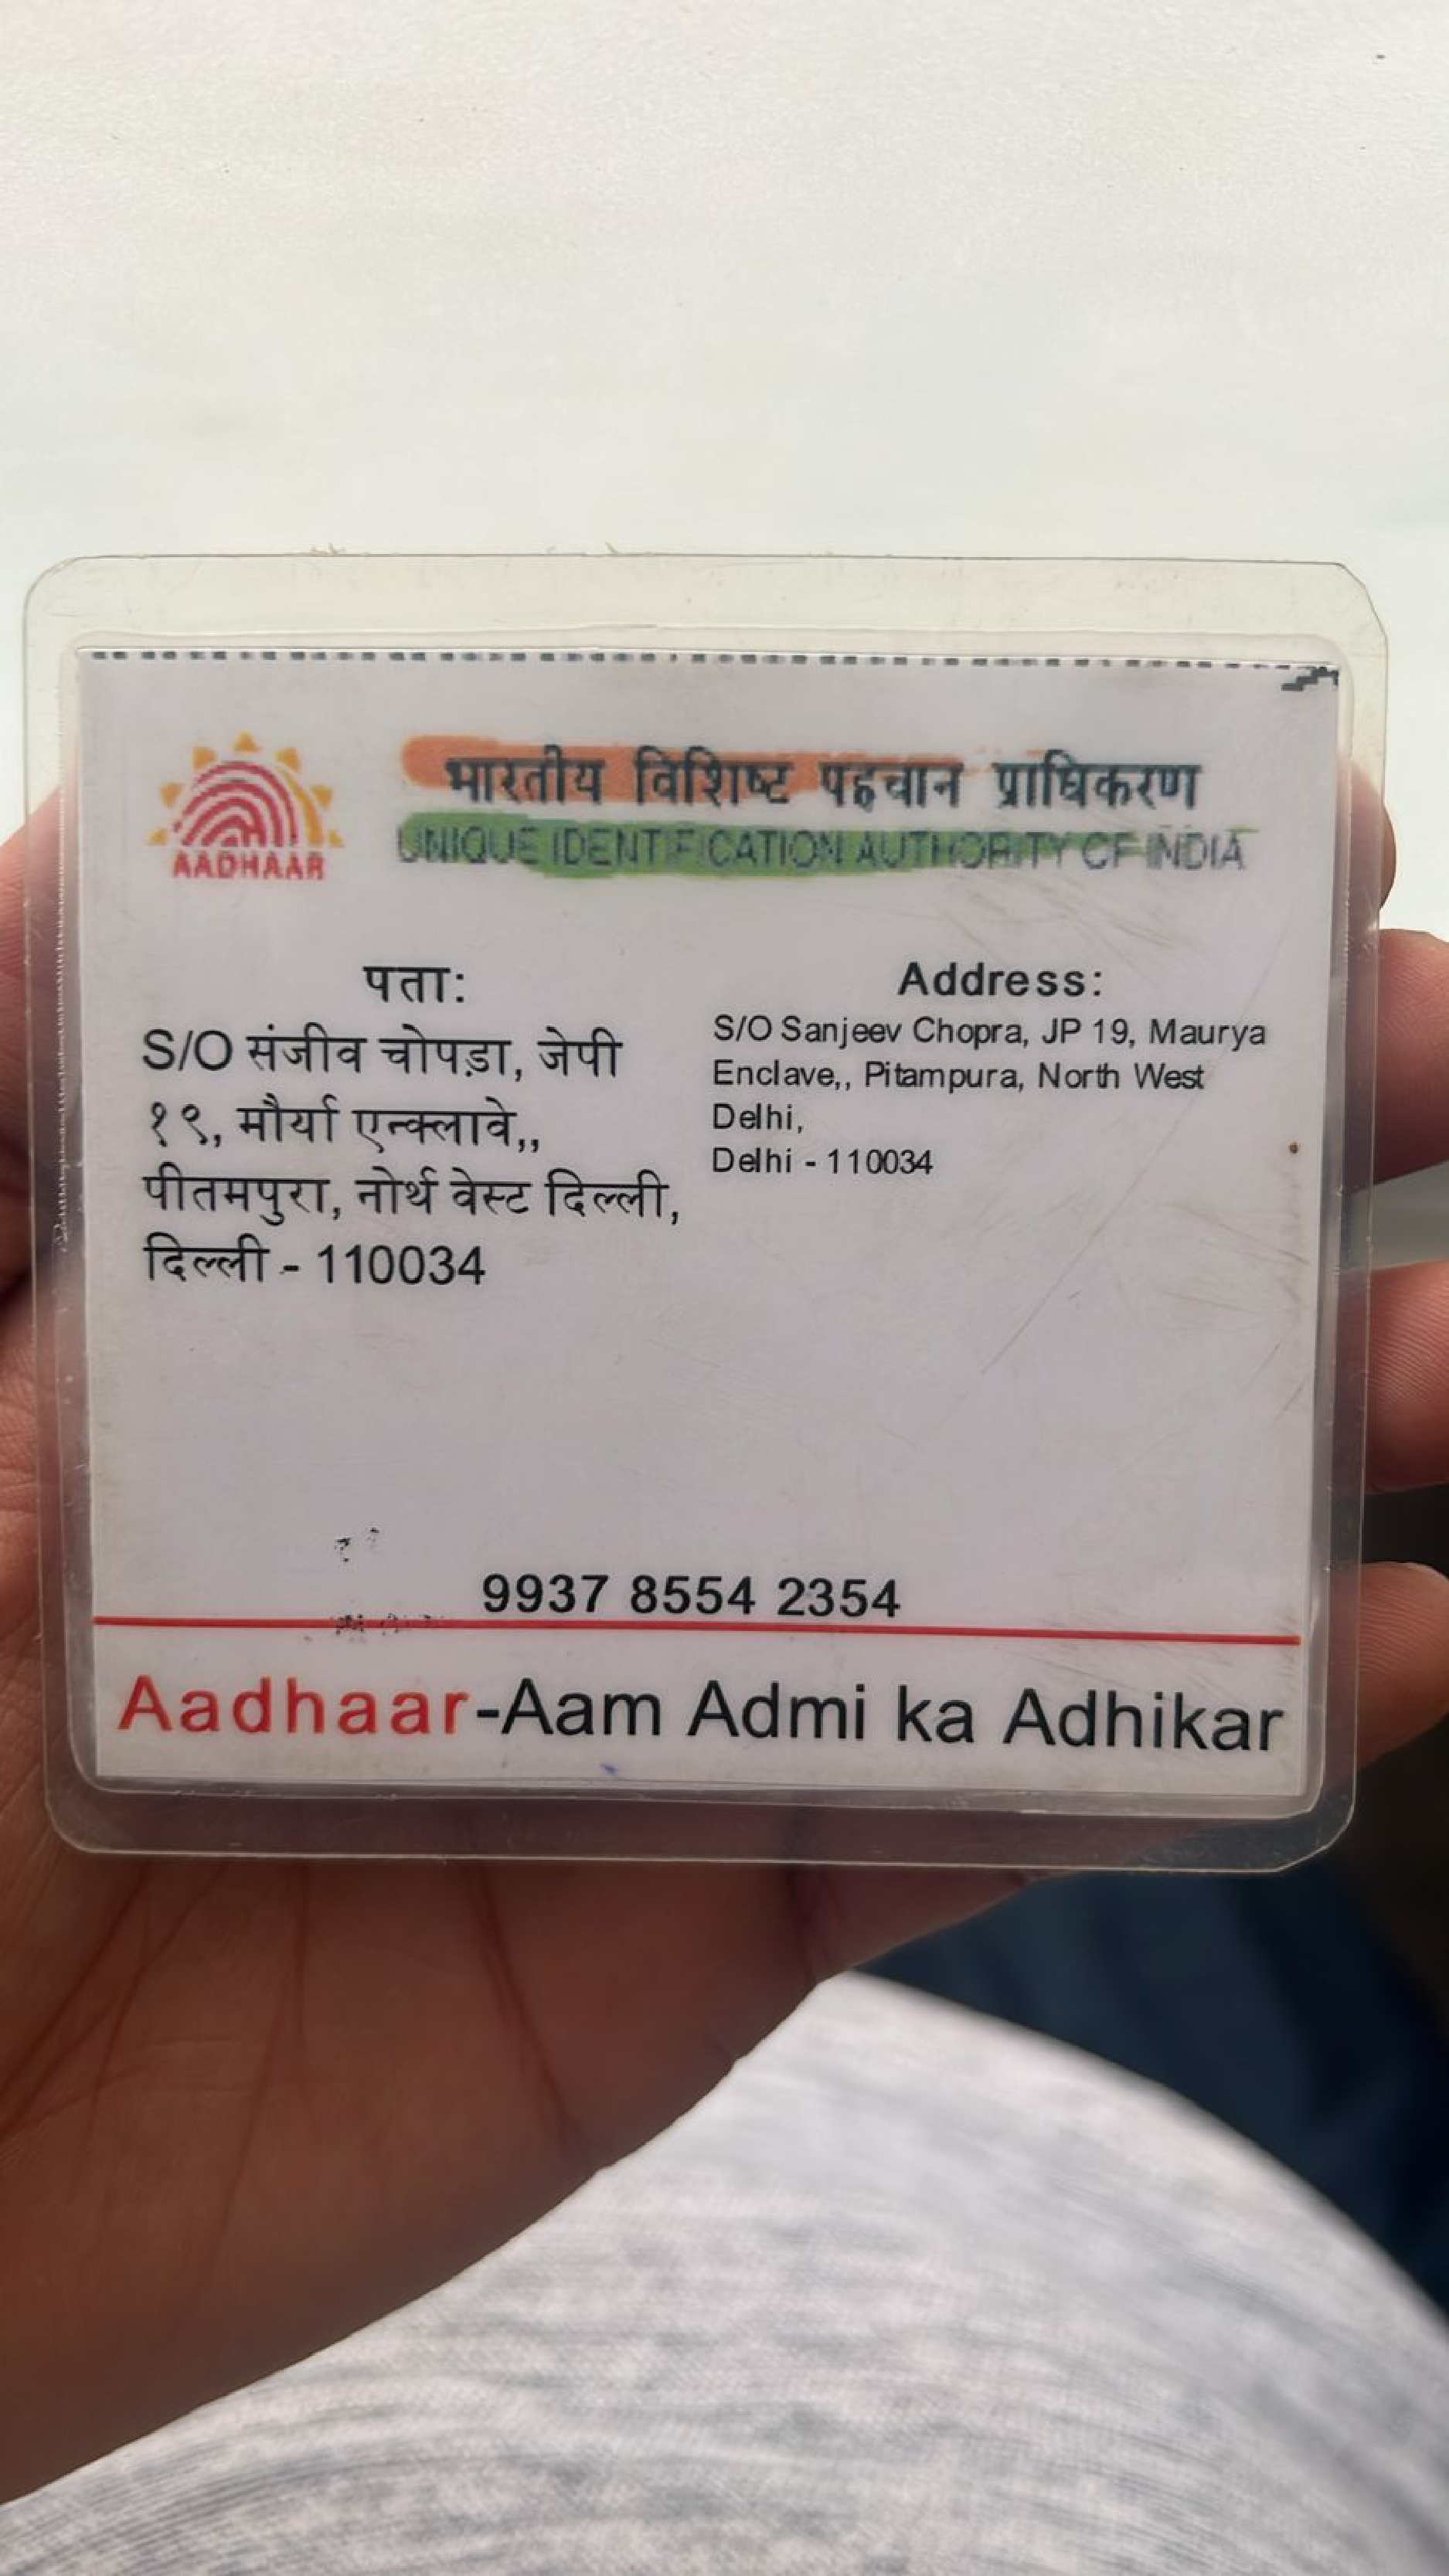 AADHAAR
भारतीय विशिष्ट पहचान प्राधिकरण
UNIQUE IDENTIFICATION AUTHORITY OF INDIA
पता:
S/O संजीव चोपड़ा, जेपी
१९, मौर्या एन्क्लावे,,
पीतमपुरा, नोर्थ वेस्ट दिल्ली,
दिल्ली - 110034
Address:
S/O Sanjeev Chopra, JP 19, Maurya
Enclave,, Pitampura, North West
Delhi,
Delhi - 110034
9937 8554 2354
Aadhaar-Aam Admi ka Adhikar